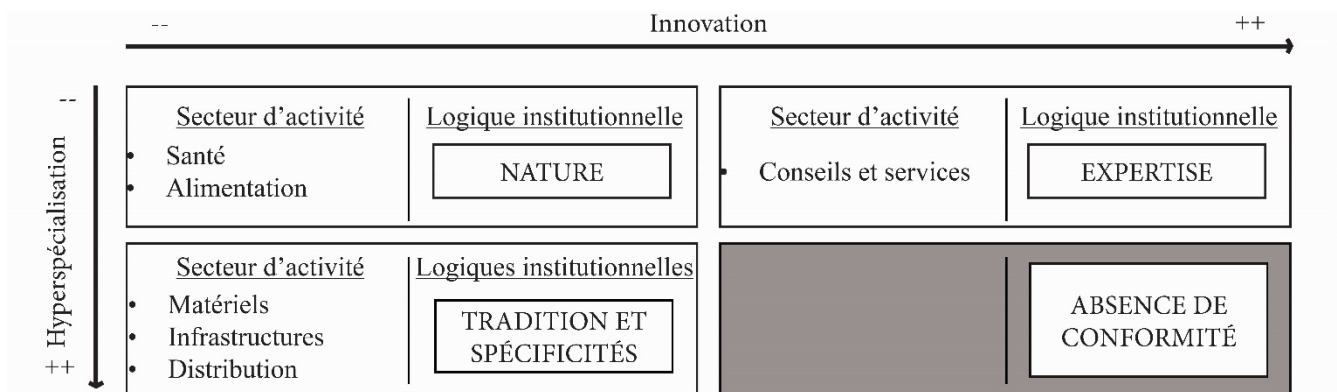 Innovation
--
++
--
Hyperspécialisation
++
Secteur d'activité
• Santé
• Alimentation
Logique institutionnelle
NATURE
Secteur d'activité
• Conseils et services
Logique institutionnelle
EXPERTISE
Secteur d'activité
• Matériels
• Infrastructures
• Distribution
Logiques institutionnelles
TRADITION ET
SPÉCIFICITÉS
ABSENCE DE
CONFORMITÉ